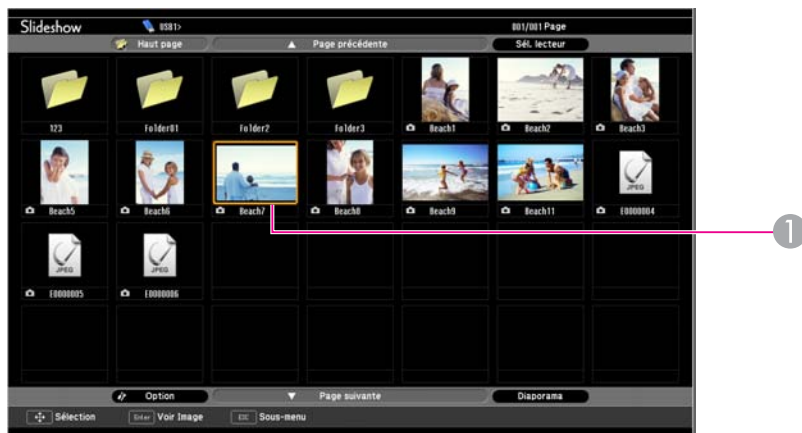 Slideshow USB1> 001/001 Page
Haut page ▲ Page précédente Sél. lecteur
123 Folder01 Folder2 Folder3 Beach1 Beach2 Beach3
Beach5 Beach6 Beach7 Beach8 Beach9 Beach11 E0000004
JPEG
1
JPEG JPEG
E0000005 E0000006
Option ▼ Page suivante Diaporama
Sélection Enter Voir Image ESC Sous-menu